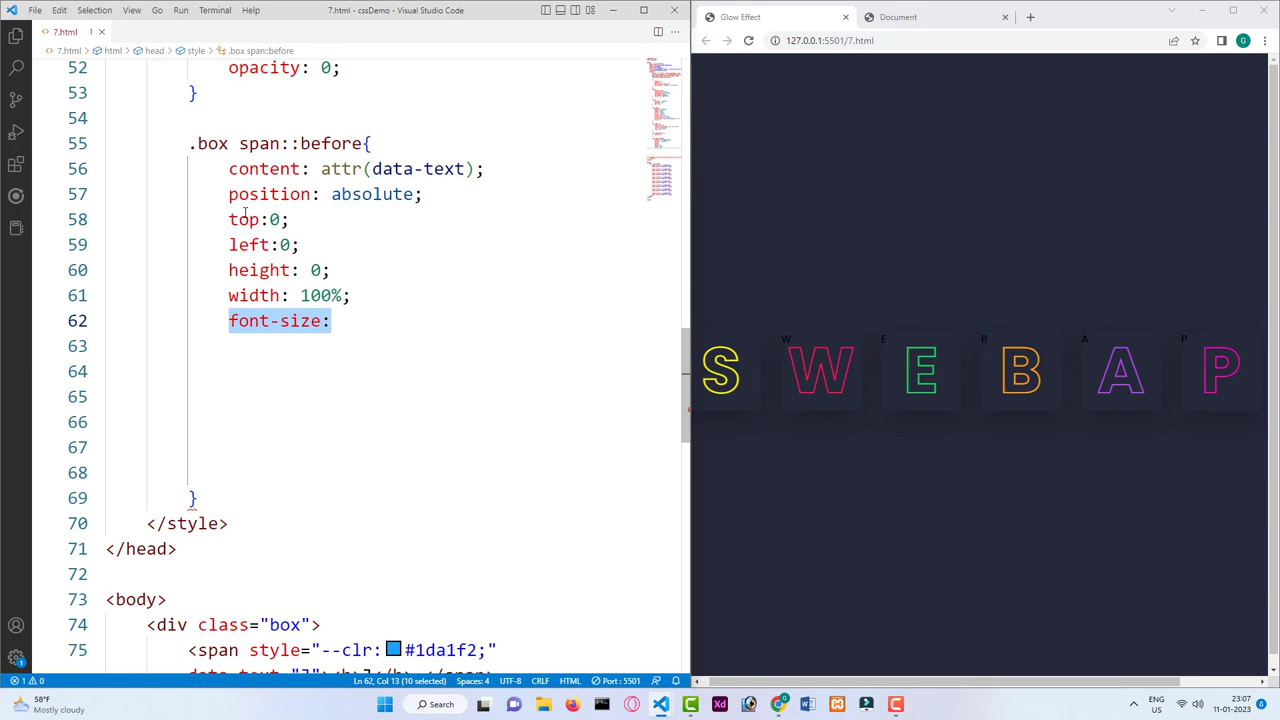 File Edit Selection View Go Run ··· 7.html - cssDemo - Visual Studio Code
7.html 1
7.html > html > head > style > .box span::before
52 opacity: 0;
53 }
54
55 .box span::before{
56 content: attr(data-text);
57 position: absolute;
58 top:0;
59 left:0;
60 height: 0;
61 width: 100%;
62 font-size:
63
64
65
66
67
68
69 }
70 </style>
71 </head>
72
73 <body>
74 <div class="box">
75 <span style="--clr: #1da1f2;"
1 0 Ln 62, Col 13 (10 selected) Spaces: 4 UTF-8 CRLF HTML Port : 5501
Glow Effect Document
127.0.0.1:5501/7.html G
W E B A P
S W E B A P
58°F
Mostly cloudy
Search
ENG
US
23:07
11-01-2023